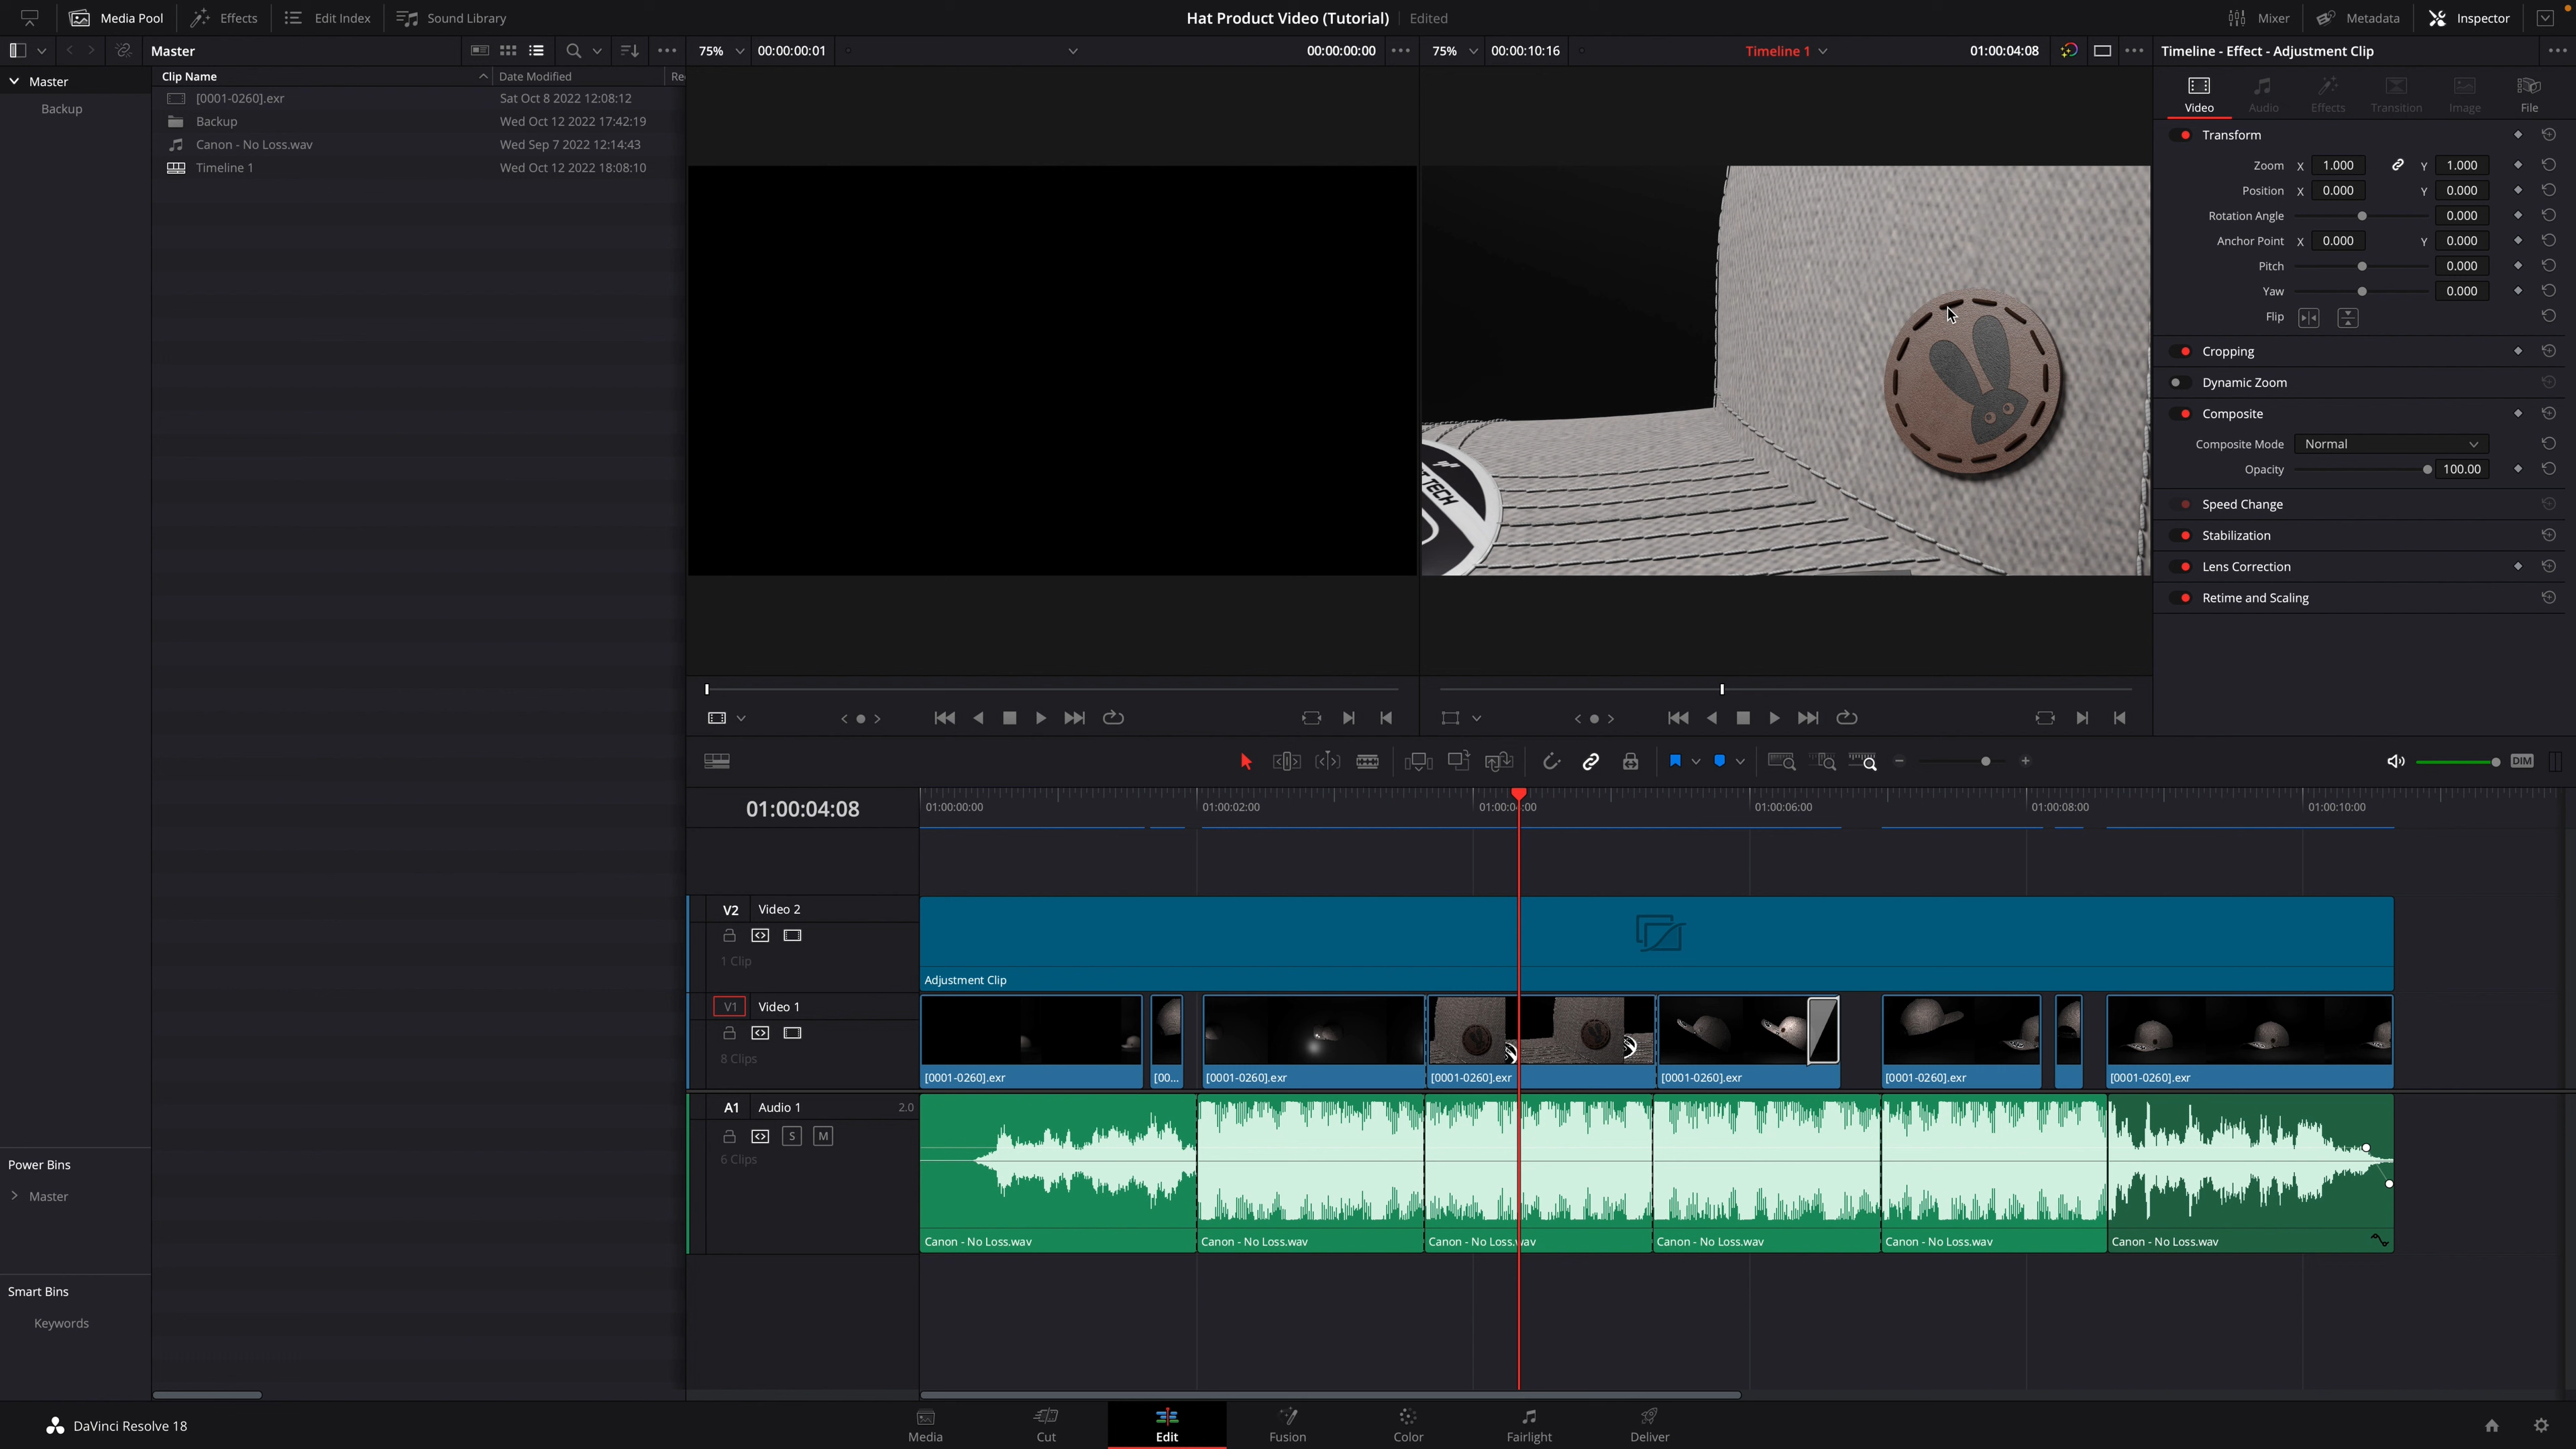 Media Pool Effects Edit Index Sound Library Hat Product Video (Tutorial) Edited Mixer Metadata Inspector
Master 75% 00:00:00:01 00:00:00:00 75% 00:00:10:16 Timeline 1 01:00:04:08 Timeline - Effect - Adjustment Clip
Master
Backup
Clip Name Date Modified Re
[0001-0260].exr Sat Oct 8 2022 12:08:12
Backup Wed Oct 12 2022 17:42:19
Canon - No Loss.wav Wed Sep 7 2022 12:14:43
Timeline 1 Wed Oct 12 2022 18:08:10
TECH
Video Audio Effects Transition Image File
Transform
Zoom X 1.000 Y 1.000
Position X 0.000 Y 0.000
Rotation Angle 0.000
Anchor Point X 0.000 Y 0.000
Pitch 0.000
Yaw 0.000
Flip
Cropping
Dynamic Zoom
Composite
Composite Mode Normal
Opacity 100.00
Speed Change
Stabilization
Lens Correction
Retime and Scaling
DIM
01:00:04:08 01:00:00:00 01:00:02:00 01:00:04:00 01:00:06:00 01:00:08:00 01:00:10:00
V2 Video 2
1 Clip
Adjustment Clip
V1 Video 1
8 Clips
[0001-0260].exr [00... [0001-0260].exr [0001-0260].exr [0001-0260].exr [0001-0260].exr [0001-0260].exr
A1 Audio 1 2.0
S M
6 Clips
Canon - No Loss.wav Canon - No Loss.wav Canon - No Loss.wav Canon - No Loss.wav Canon - No Loss.wav Canon - No Loss.wav
Power Bins
Master
Smart Bins
Keywords
DaVinci Resolve 18
Media Cut Edit Fusion Color Fairlight Deliver